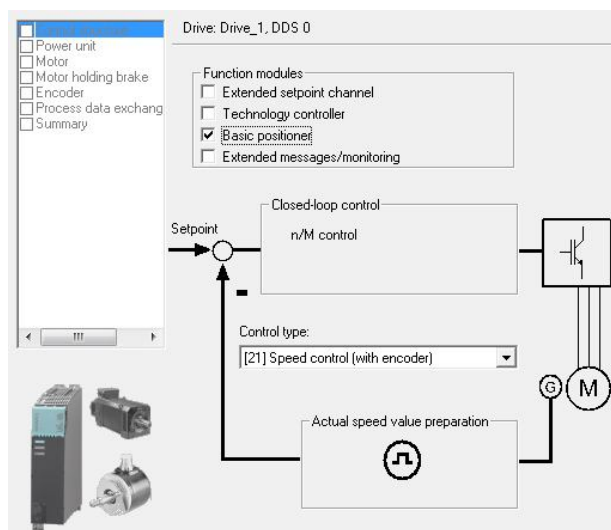 Drive: Drive_1, DDS 0
Power unit
Motor
Motor holding brake
Encoder
Process data exchang
Summary
Function modules
Extended setpoint channel
Technology controller
Basic positioner
Extended messages/monitoring
Closed-loop control
n/M control
Setpoint
Control type:
[21] Speed control (with encoder)
G
M
Actual speed value preparation